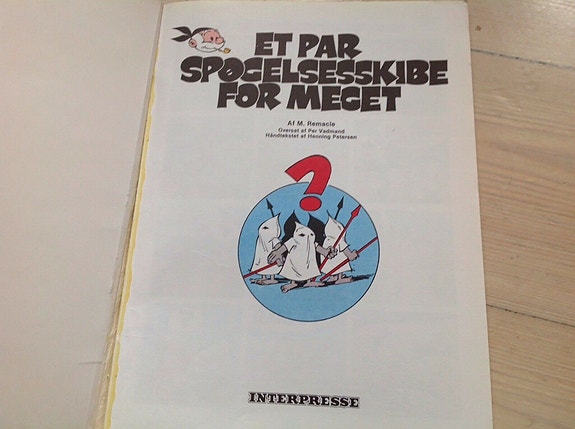 ET PAR
SPØGELSESSKIBE
FOR MEGET
Af M. Remacle
Oversat af Per Vadmand
Håndtekstet af Henning Petersen
?
INTERPRESSE